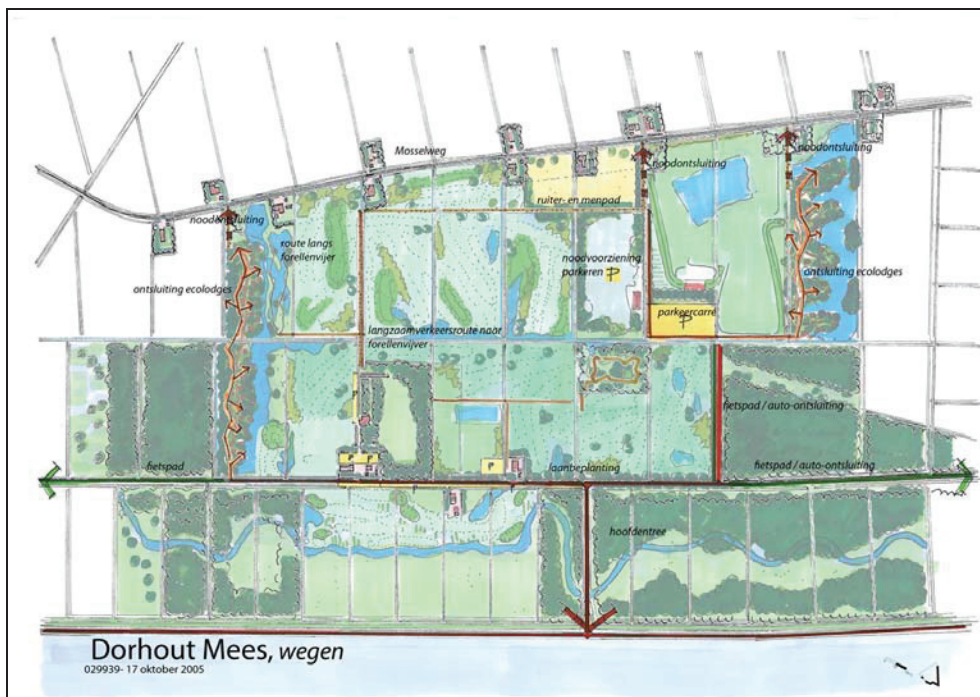 Mosselweg
noodontsluiting
noodontsluiting
ruiter- en menpad
noodontsluiting
route langs
forellenvijer
noodvoorziening
parkeren P
ontsluiting ecolodges
ontsluiting ecolodges
parkeercarré
P
langzaamverkeersroute naar
forellenvijver
P
fietspad / auto-ontsluiting
P P
P
fietspad
laanbeplanting
fietspad / auto-ontsluiting
P
P
hoofdentree
Dorhout Mees, wegen
029939- 17 oktober 2005